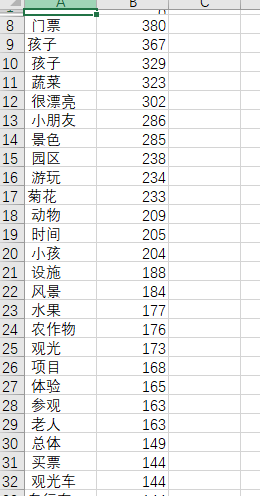 A B C
8 门票 380
9 孩子 367
10 孩子 329
11 蔬菜 323
12 很漂亮 302
13 小朋友 286
14 景色 285
15 园区 238
16 游玩 234
17 菊花 233
18 动物 209
19 时间 205
20 小孩 204
21 设施 188
22 风景 184
23 水果 177
24 农作物 176
25 观光 173
26 项目 168
27 体验 165
28 参观 163
29 老人 163
30 总体 149
31 买票 144
32 观光车 144